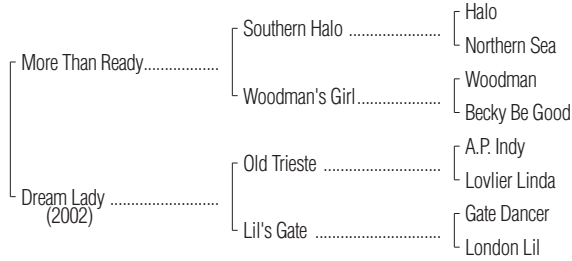 Halo
Southern Halo ..................
Northern Sea
More Than Ready..................
Woodman
Woodman's Girl..................
Becky Be Good
A.P. Indy
Old Trieste ..................
Lovlier Linda
Dream Lady ..................
(2002)
Gate Dancer
Lil's Gate ..................
London Lil